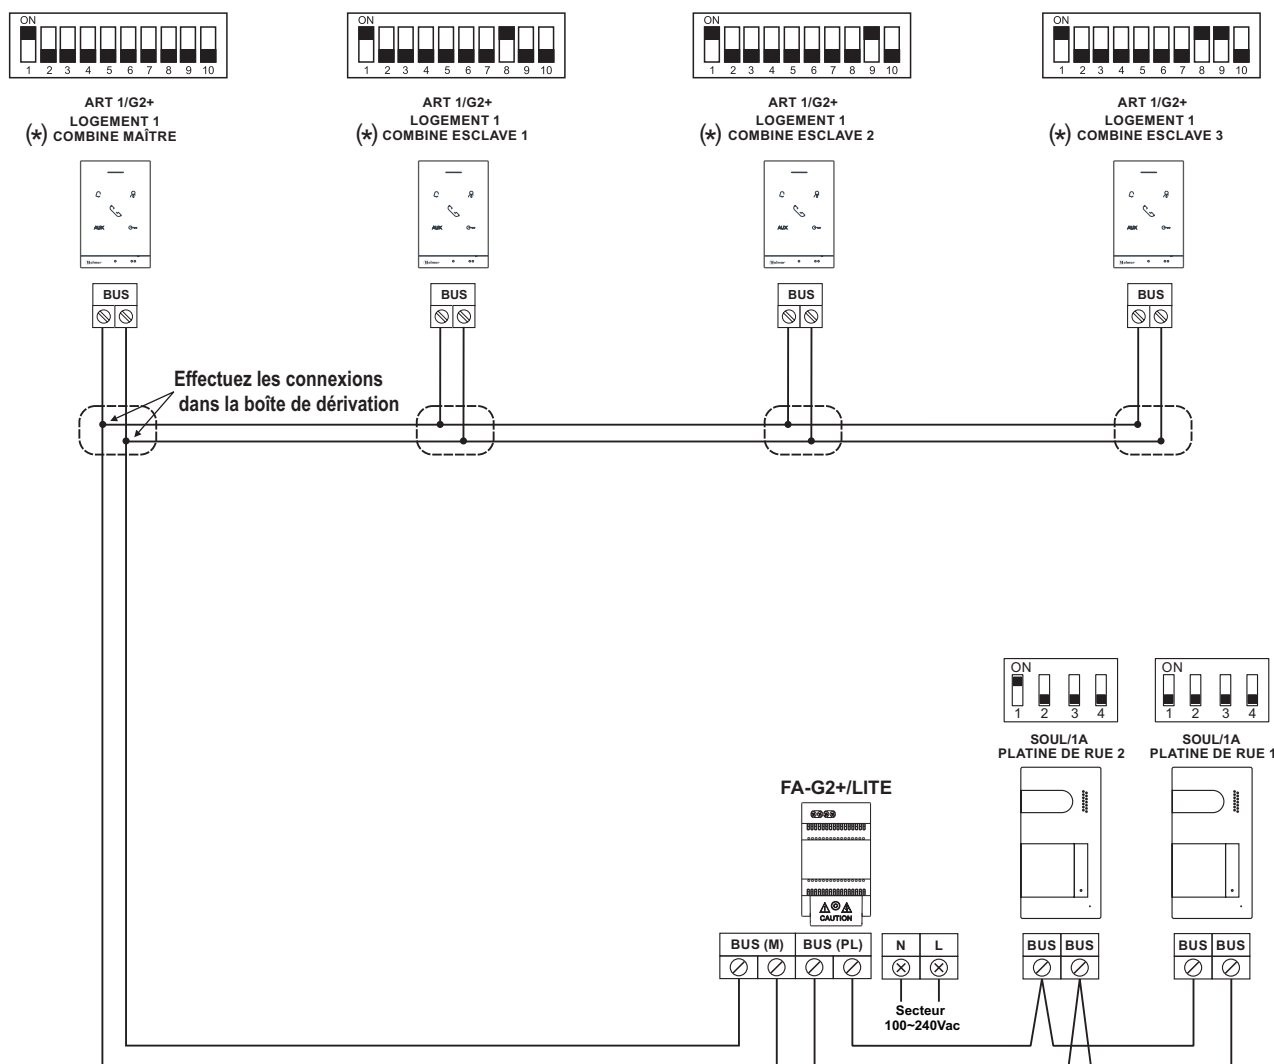 ON
1 2 3 4 5 6 7 8 9 10
ART 1/G2+
LOGEMENT 1
(*) COMBINE MAÎTRE
AUX
BUS
ON
1 2 3 4 5 6 7 8 9 10
ART 1/G2+
LOGEMENT 1
(*) COMBINE ESCLAVE 1
AUX
BUS
ON
1 2 3 4 5 6 7 8 9 10
ART 1/G2+
LOGEMENT 1
(*) COMBINE ESCLAVE 2
AUX
BUS
ON
1 2 3 4 5 6 7 8 9 10
ART 1/G2+
LOGEMENT 1
(*) COMBINE ESCLAVE 3
AUX
BUS
Effectuez les connexions
dans la boîte de dérivation
ON
1 2 3 4
SOUL/1A
PLATINE DE RUE 2
ON
1 2 3 4
SOUL/1A
PLATINE DE RUE 1
FA-G2+/LITE
CAUTION
BUS (M) BUS (PL)
N L
Secteur
100~240Vac
BUS BUS
BUS BUS